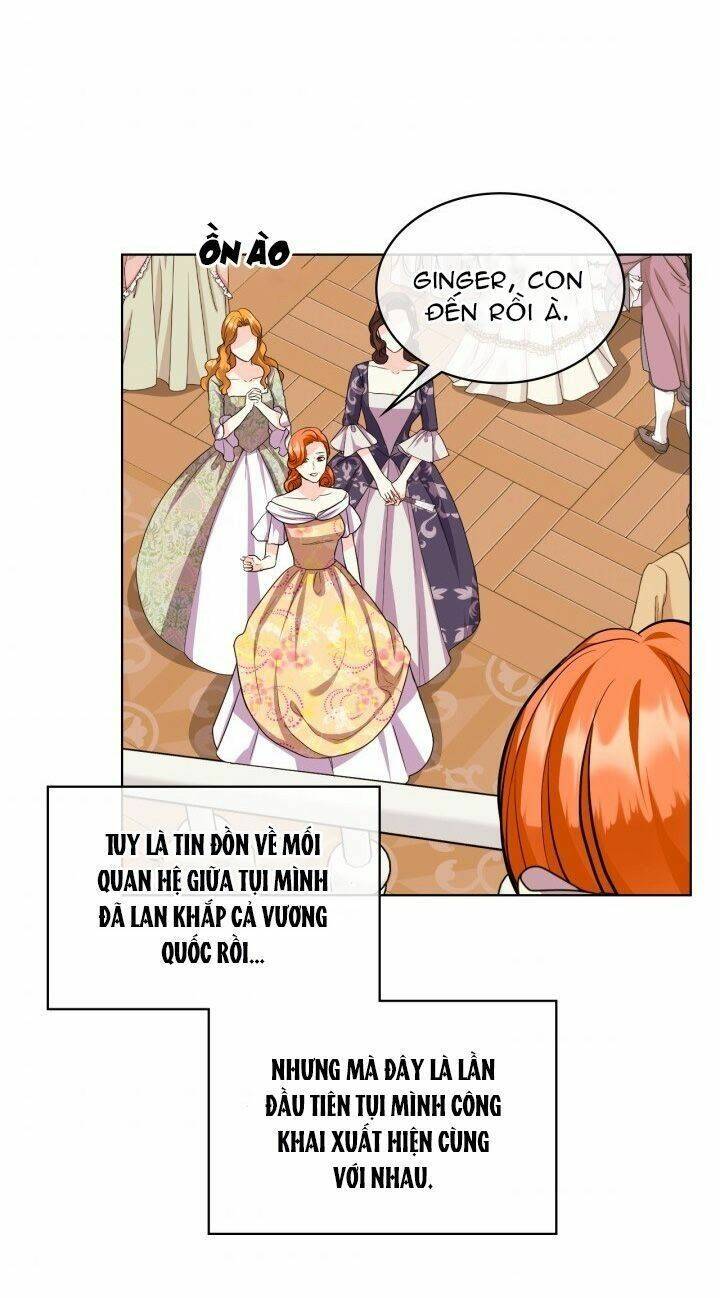 ỒN ÀO
GINGER, CON
ĐẾN RỒI À.
TUY LÀ TIN ĐỒN VỀ MỐI
QUAN HỆ GIỮA TỤI MÌNH
ĐÃ LAN KHẮP CẢ VƯƠNG
QUỐC RỒI...
NHƯNG MÀ ĐÂY LÀ LẦN
ĐẦU TIÊN TỤI MÌNH CÔNG
KHAI XUẤT HIỆN CÙNG
VỚI NHAU.